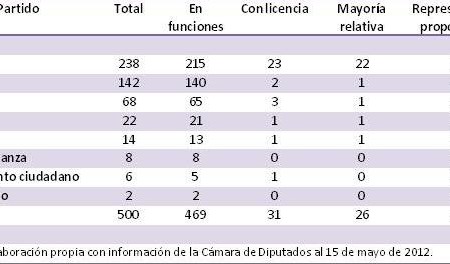 Partido Total En funciones Con licencia Mayoría relativa Repres propo
238 215 23 22
142 140 2 1
68 65 3 1
22 21 1 1
14 13 1 1
anza 8 8 0 0
nto ciudadano 6 5 1 0
o 2 2 0 0
500 469 31 26
aboración propia con información de la Cámara de Diputados al 15 de mayo de 2012.